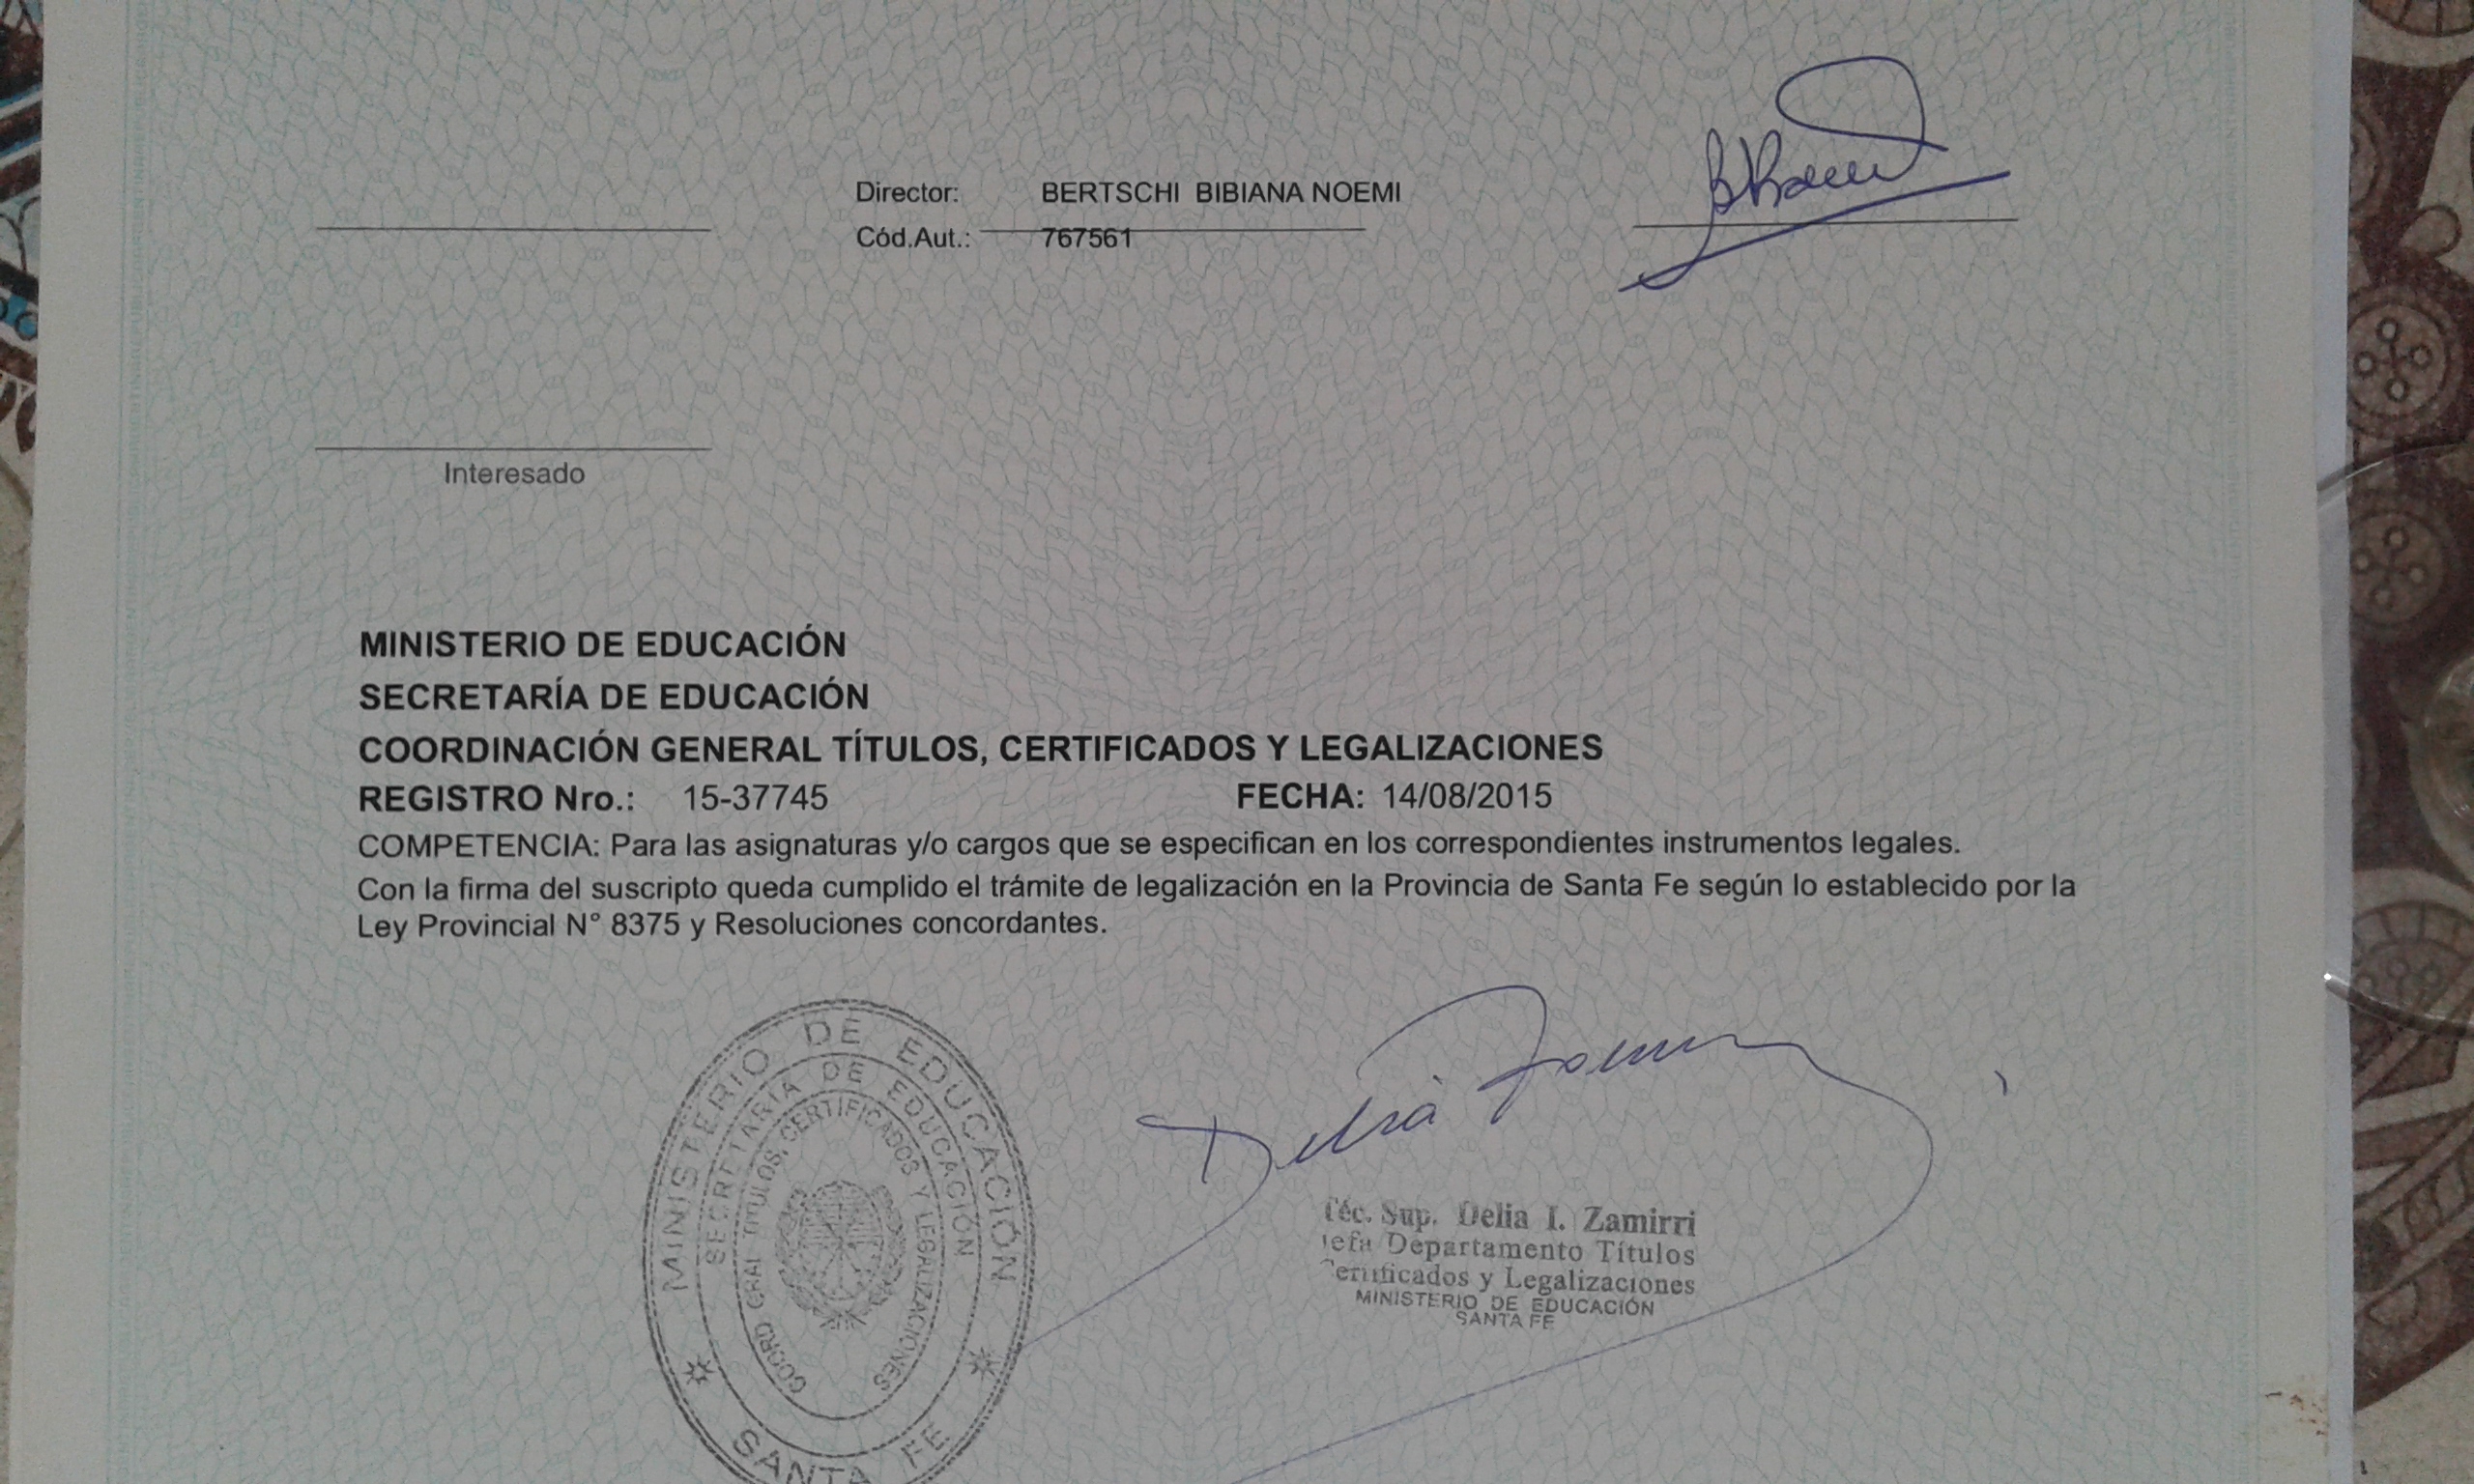 Director: BERTSCHI BIBIANA NOEMI
Cód.Aut.: 767561
Interesado
MINISTERIO DE EDUCACIÓN
SECRETARÍA DE EDUCACIÓN
COORDINACIÓN GENERAL TÍTULOS, CERTIFICADOS Y LEGALIZACIONES
REGISTRO Nro.: 15-37745 FECHA: 14/08/2015
COMPETENCIA: Para las asignaturas y/o cargos que se especifican en los correspondientes instrumentos legales.
Con la firma del suscripto queda cumplido el trámite de legalización en la Provincia de Santa Fe según lo establecido por la
Ley Provincial N° 8375 y Resoluciones concordantes.
MINISTERIO DE EDUCACIÓN
SECRETARIA DE EDUCACIÓN
COORD GRAL TITULOS, CERTIFICADOS Y LEGALIZACIONES
SANTA FE
Delia
Téc. Sup. Delia I. Zamirri
Jefa Departamento Títulos
Certificados y Legalizaciones
MINISTERIO DE EDUCACIÓN
SANTA FE